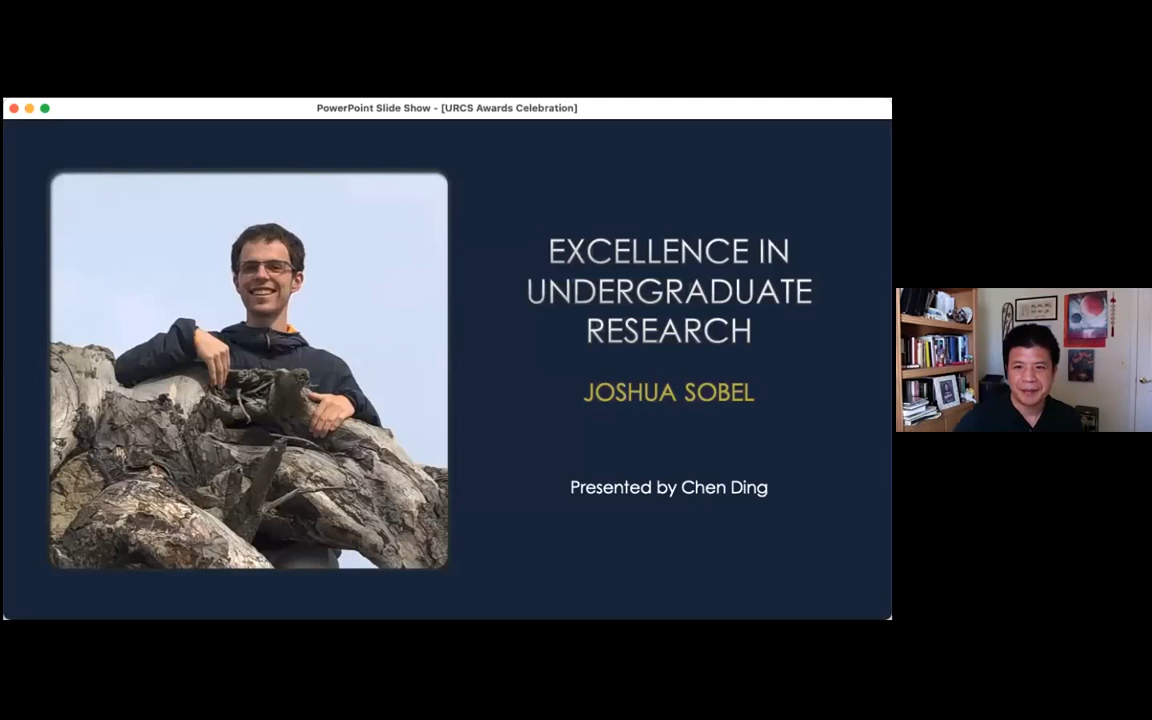 PowerPoint Slide Show - [URCS Awards Celebration]
EXCELLENCE IN
UNDERGRADUATE
RESEARCH
JOSHUA SOBEL
Presented by Chen Ding